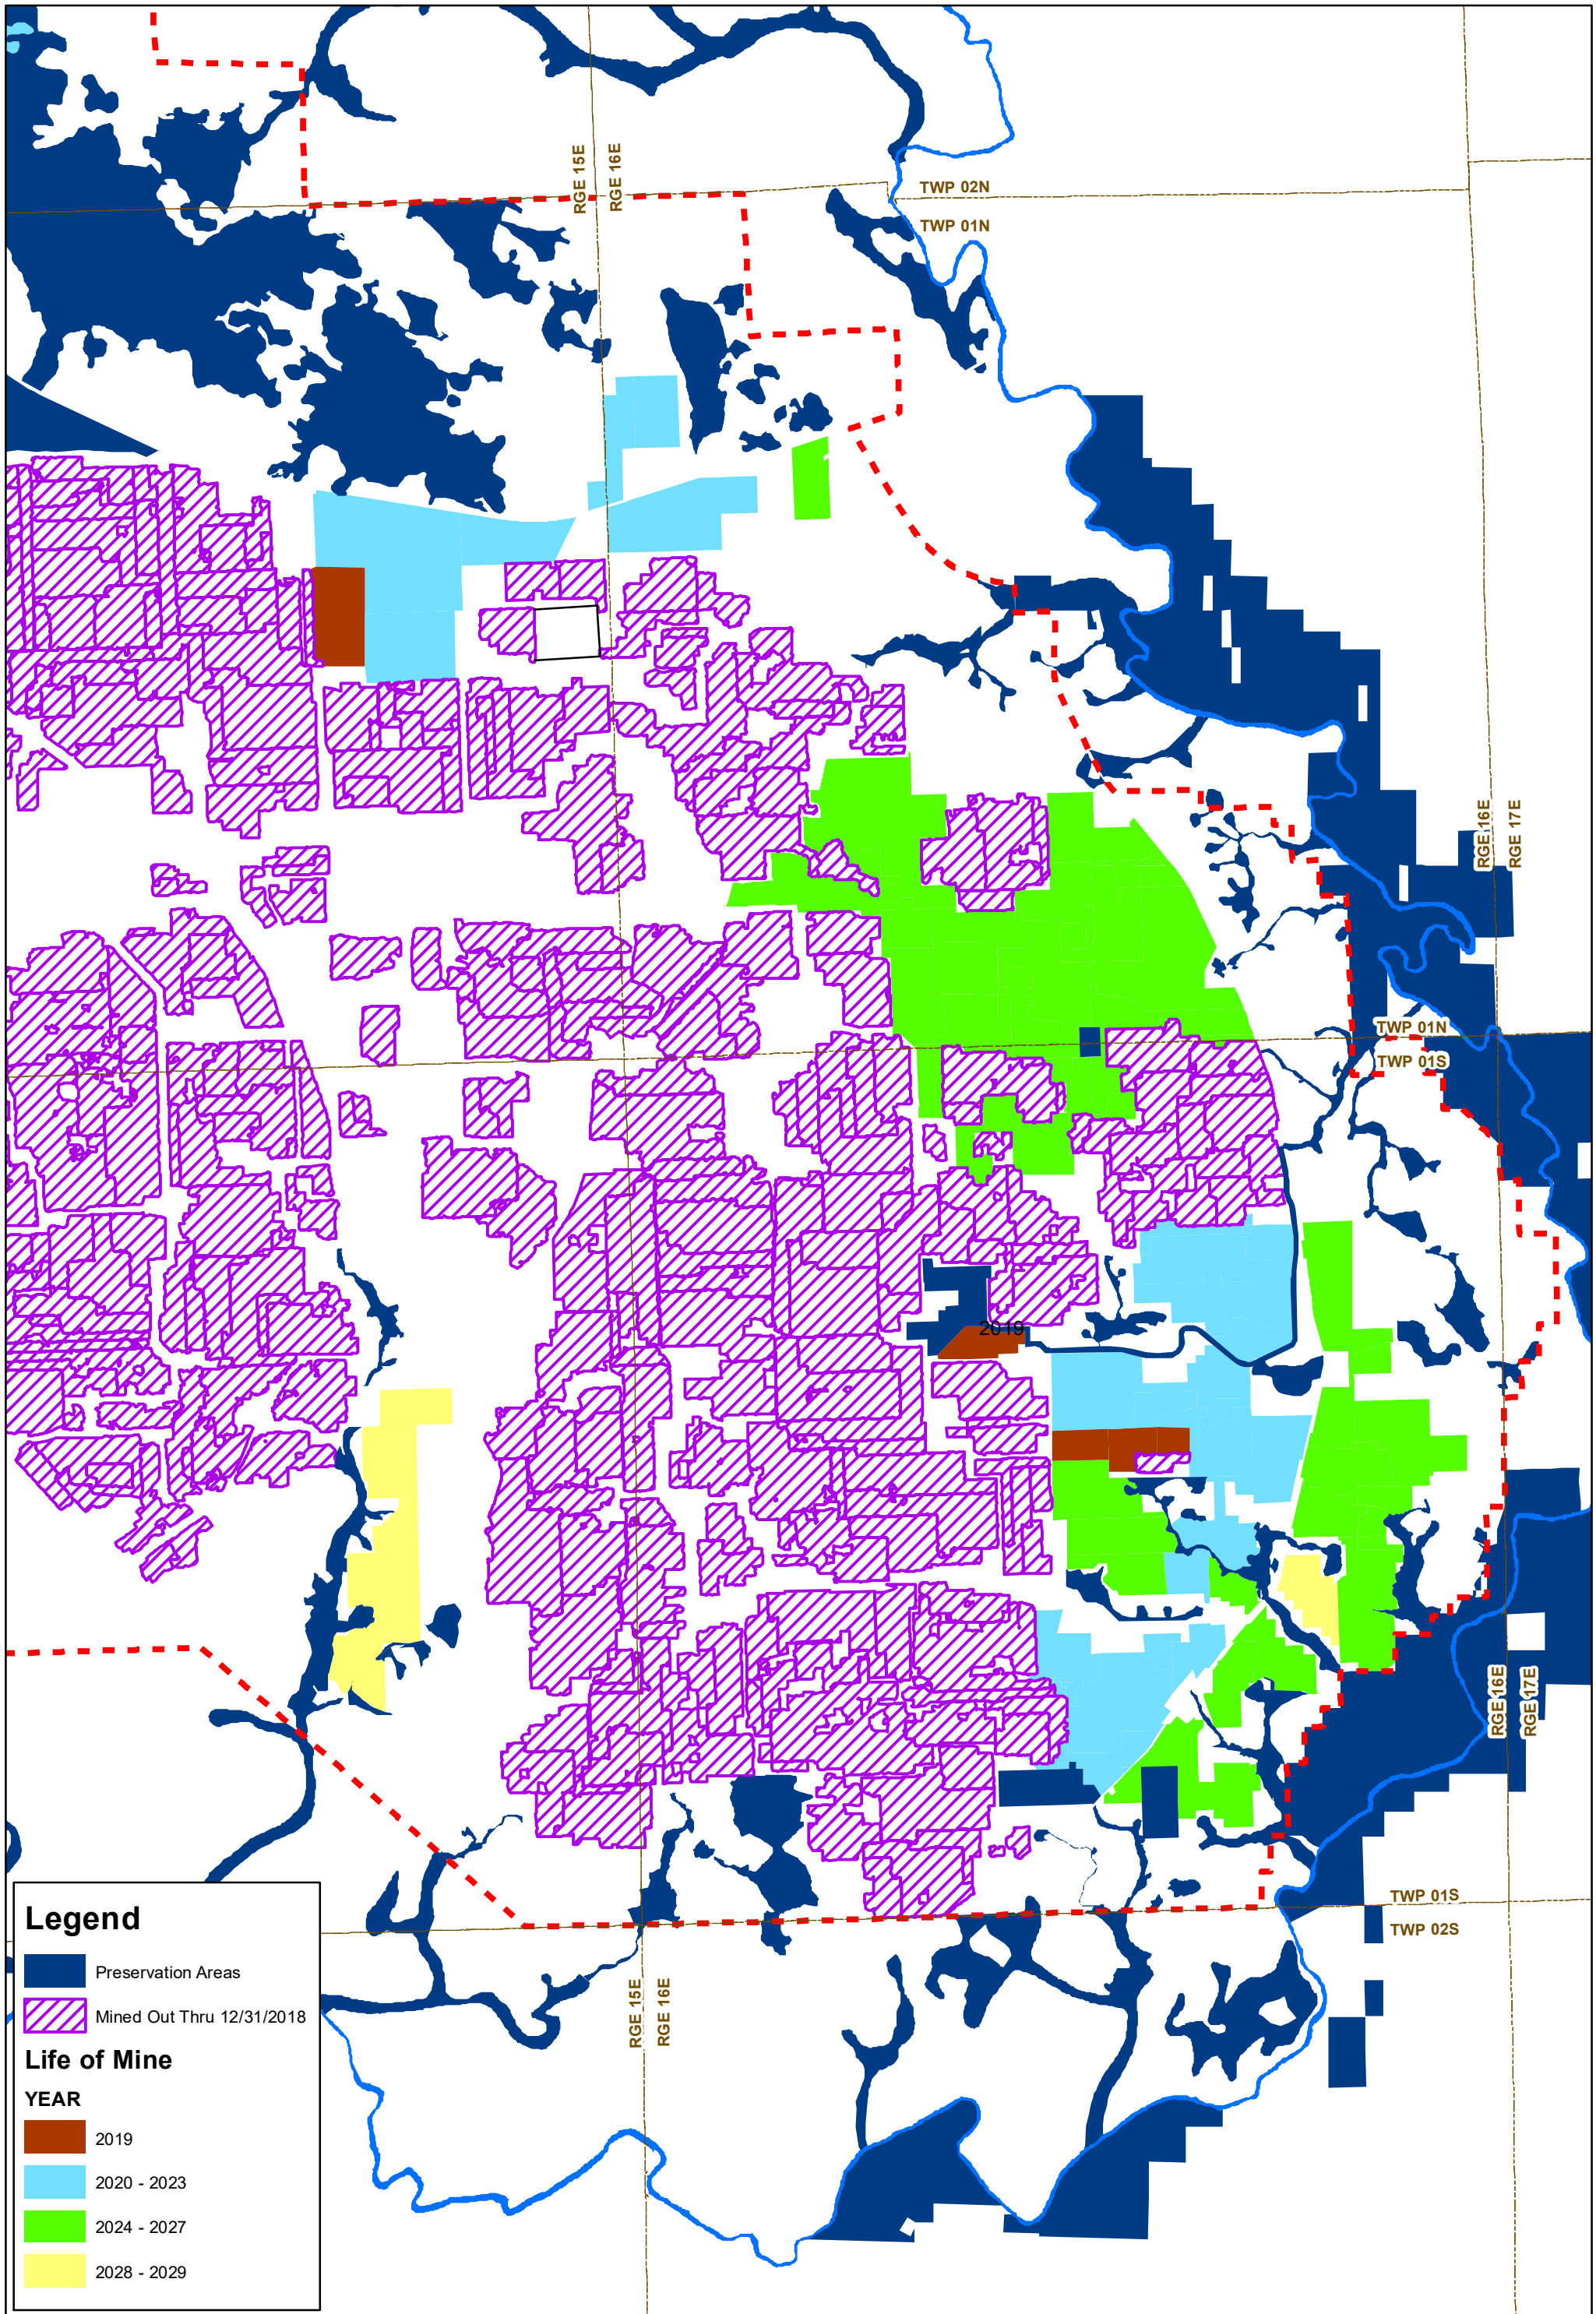 RGE 15E
RGE 16E
TWP 02N
TWP 01N
RGE 16E
RGE 17E
TWP 01N
TWP 01S
2019
RGE 16E
RGE 17E
TWP 01S
TWP 02S
RGE 15E
RGE 16E
Legend
Preservation Areas
Mined Out Thru 12/31/2018
Life of Mine
YEAR
2019
2020 - 2023
2024 - 2027
2028 - 2029